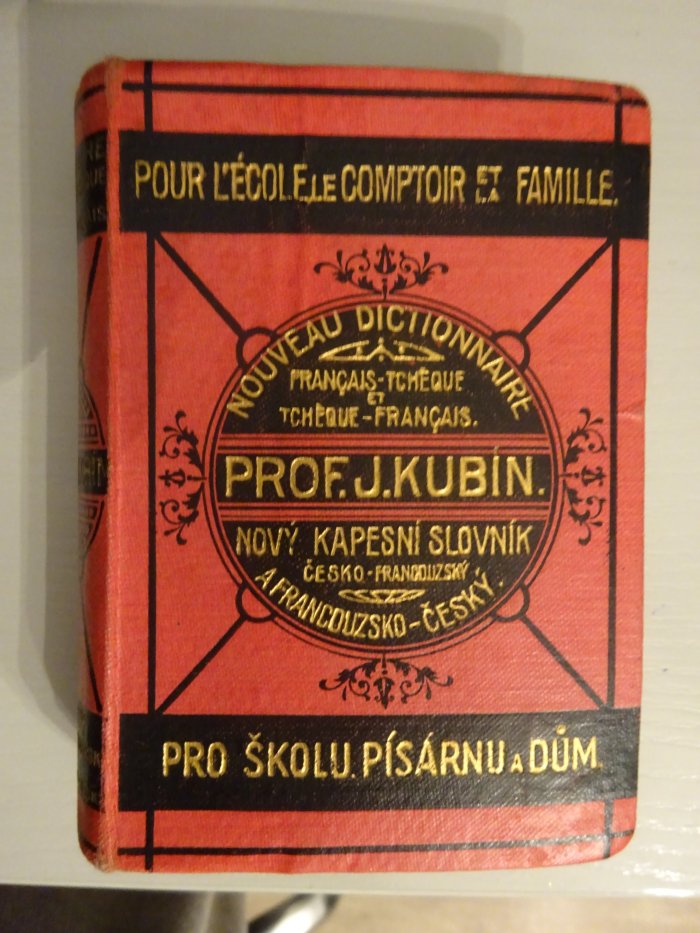 POUR L'ÉCOLE, LE COMPTOIR ET LA FAMILLE.
NOUVEAU DICTIONNAIRE
FRANÇAIS-TCHÈQUE
ET
TCHÈQUE-FRANÇAIS.
PROF. J. KUBÍN.
NOVÝ KAPESNÍ SLOVNÍK
ČESKO-FRANCOUZSKÝ
A FRANCOUZSKO-ČESKÝ.
PRO ŠKOLU, PÍSÁRNU A DŮM.